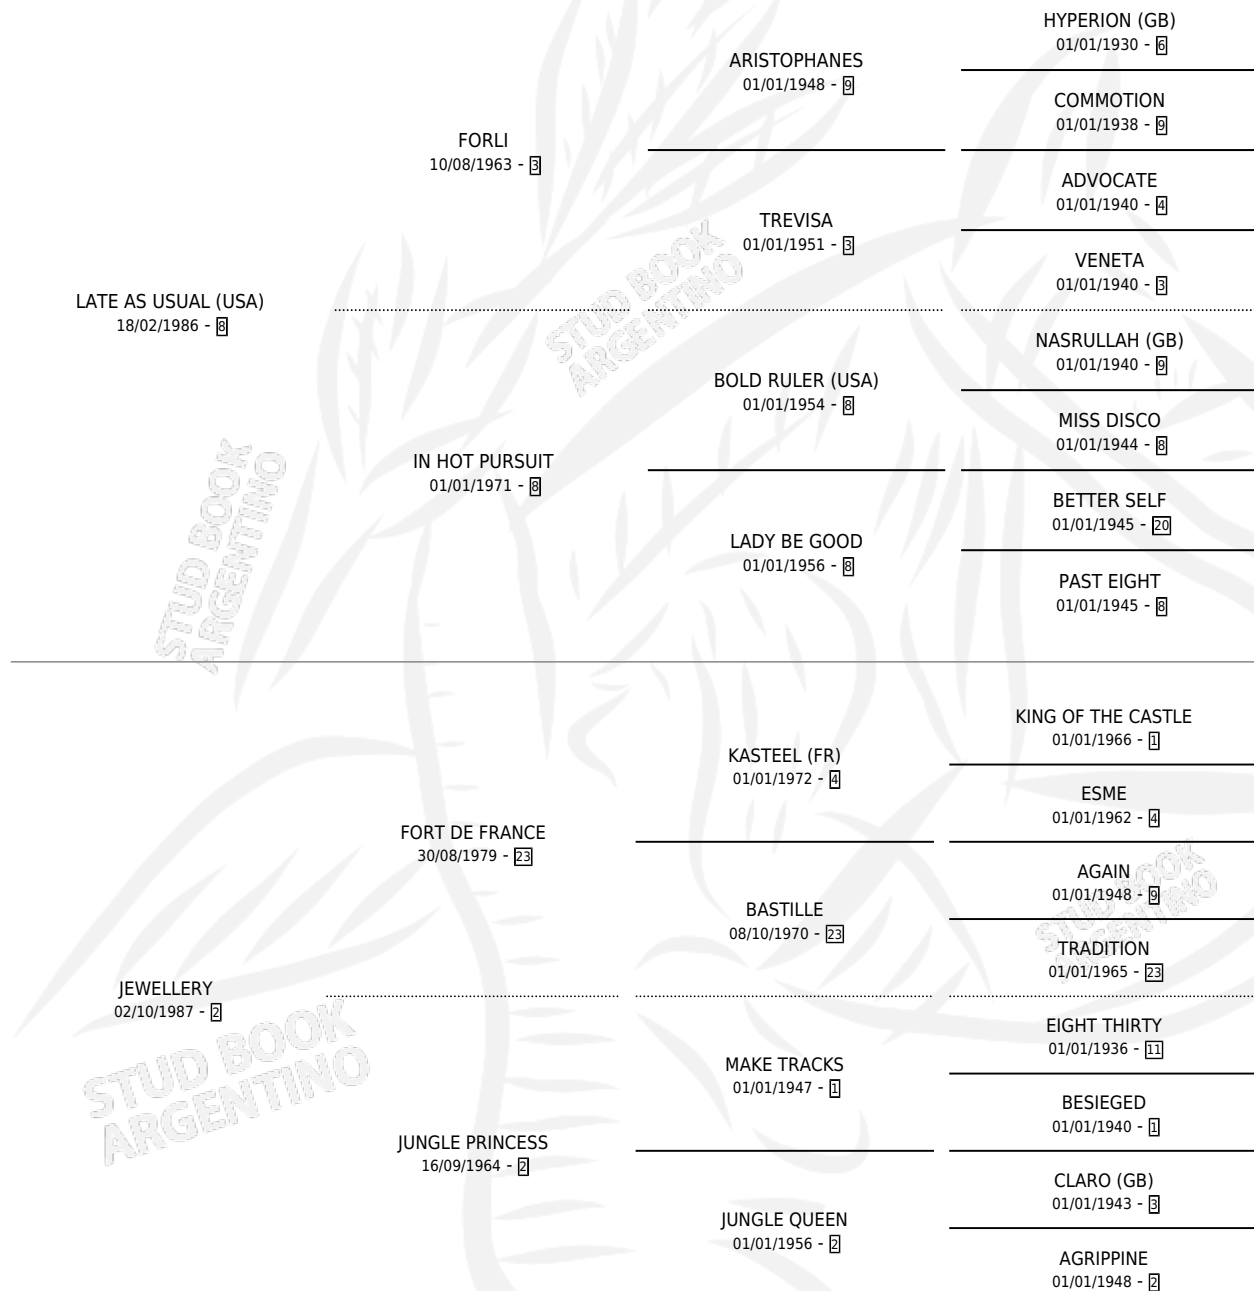 HYPERION (GB)
01/01/1930 - 6
ARISTOPHANES
01/01/1948 - 9
COMMOTION
01/01/1938 - 9
FORLI
10/08/1963 - 3
ADVOCATE
01/01/1940 - 4
TREVISA
01/01/1951 - 3
VENETA
01/01/1940 - 3
LATE AS USUAL (USA)
18/02/1986 - 8
NASRULLAH (GB)
01/01/1940 - 9
BOLD RULER (USA)
01/01/1954 - 8
MISS DISCO
01/01/1944 - 8
IN HOT PURSUIT
01/01/1971 - 8
BETTER SELF
01/01/1945 - 20
LADY BE GOOD
01/01/1956 - 8
PAST EIGHT
01/01/1945 - 8
KING OF THE CASTLE
01/01/1966 - 1
KASTEEL (FR)
01/01/1972 - 4
ESME
01/01/1962 - 4
FORT DE FRANCE
30/08/1979 - 23
AGAIN
01/01/1948 - 9
BASTILLE
08/10/1970 - 23
TRADITION
01/01/1965 - 23
JEWELLERY
02/10/1987 - 2
EIGHT THIRTY
01/01/1936 - 11
MAKE TRACKS
01/01/1947 - 1
BESIEGED
01/01/1940 - 1
JUNGLE PRINCESS
16/09/1964 - 2
CLARO (GB)
01/01/1943 - 3
JUNGLE QUEEN
01/01/1956 - 2
AGRIPPINE
01/01/1948 - 2
STUD BOOK
ARGENTINO
STUD BOOK
ARGENTINO
STUD BOOK
ARGENTINO
STUD BOOK
ARGENTINO